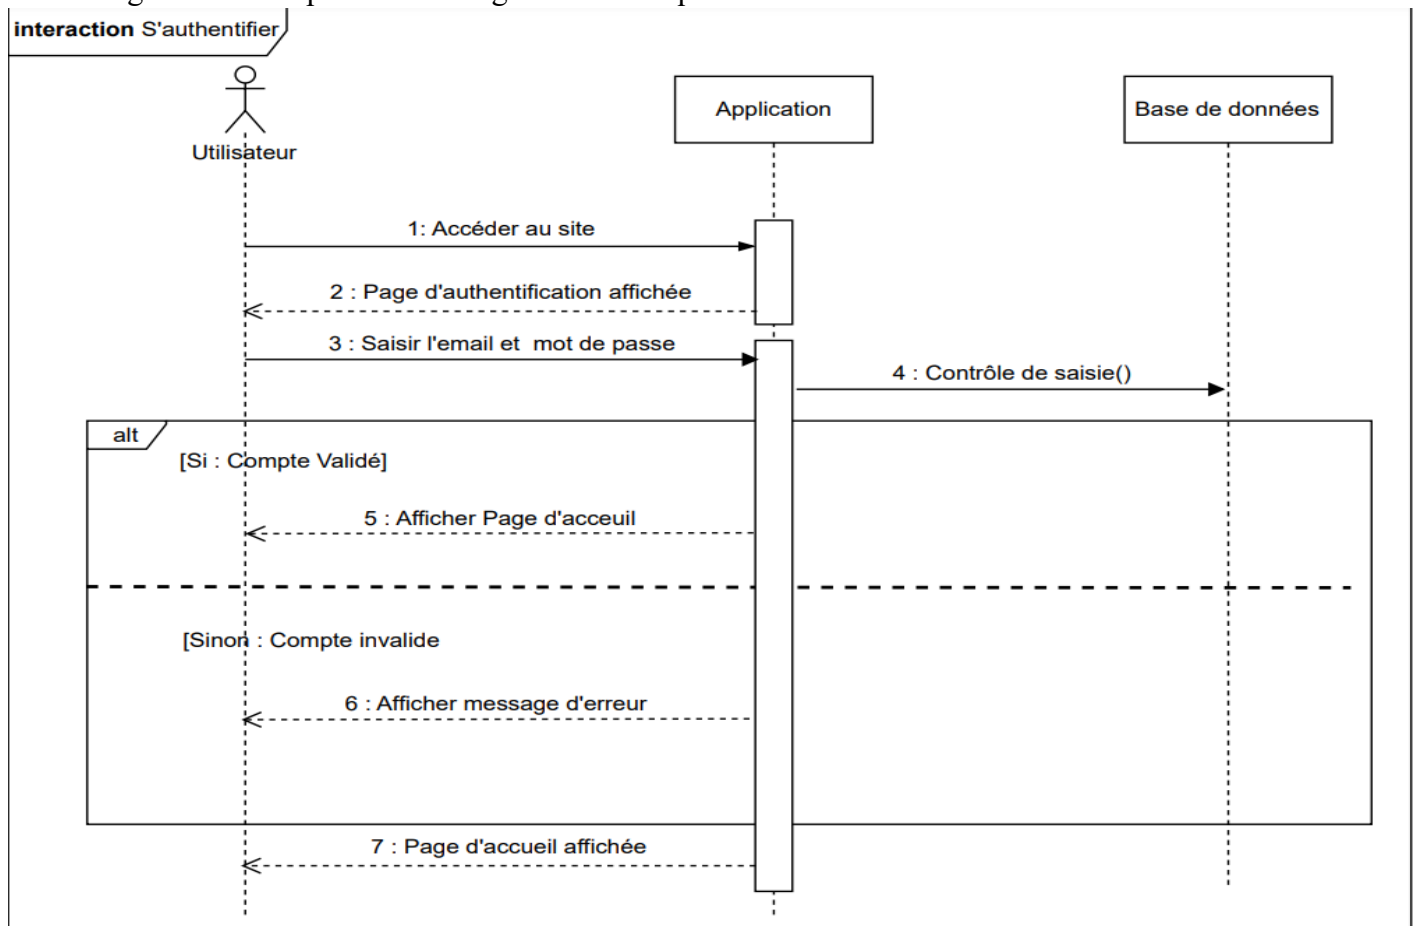 interaction S'authentifier
Utilisateur
Application
Base de données
1: Accéder au site
2 : Page d'authentification affichée
3 : Saisir l'email et mot de passe
4 : Contrôle de saisie()
alt
[Si : Compte Validé]
5 : Afficher Page d'acceuil
[Sinon : Compte invalide
6 : Afficher message d'erreur
7 : Page d'accueil affichée